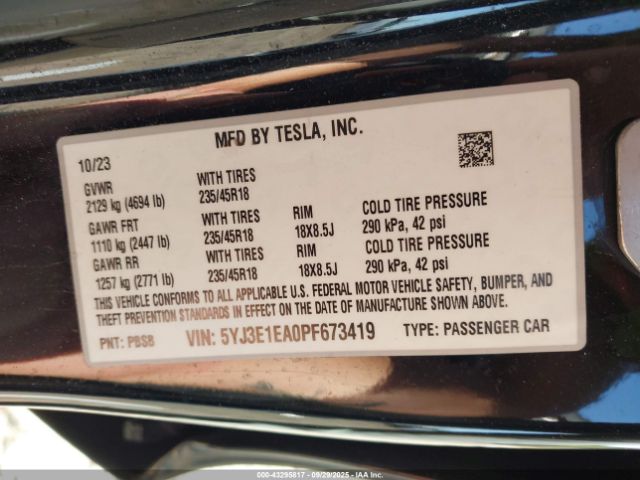 MFD BY TESLA, INC.
10/23
GVWR WITH TIRES
2129 kg (4694 lb) 235/45R18
GAWR FRT WITH TIRES RIM COLD TIRE PRESSURE
1110 kg (2447 lb) 235/45R18 18X8.5J 290 kPa, 42 psi
GAWR RR WITH TIRES RIM COLD TIRE PRESSURE
1257 kg (2771 lb) 235/45R18 18X8.5J 290 kPa, 42 psi
THIS VEHICLE CONFORMS TO ALL APPLICABLE U.S. FEDERAL MOTOR VEHICLE SAFETY, BUMPER, AND
THEFT PREVENTION STANDARDS IN EFFECT ON THE DATE OF MANUFACTURE SHOWN ABOVE.
PNT: PBSB VIN: 5YJ3E1EA0PF673419 TYPE: PASSENGER CAR
000-43295817 - 09/29/2025 - IAA Inc.